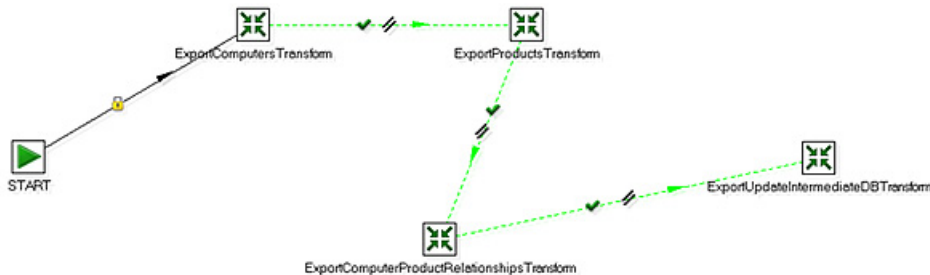 ExportComputersTransform
ExportProductsTransform
START
ExportUpdateIntermediateDBTransform
ExportComputerProductRelationshipsTransform